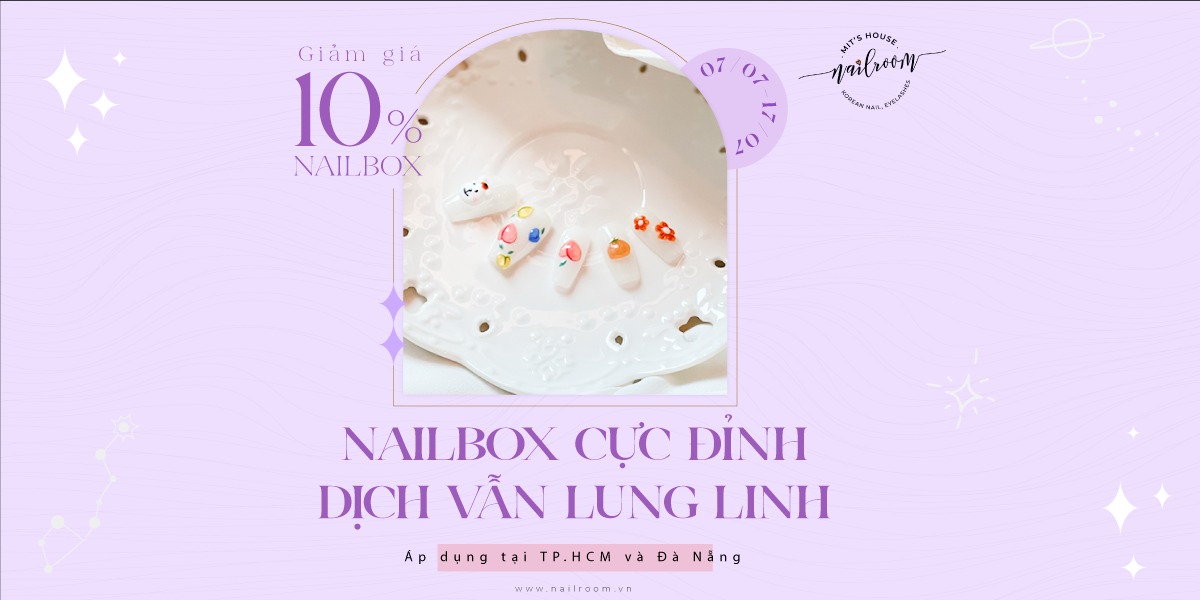 Giảm giá
10%
NAILBOX
07/07-17/07
MIT'S HOUSE
nailroom
KOREAN NAIL, EYELASHES
NAILBOX CỰC ĐỈNH
DỊCH VẪN LUNG LINH
Áp dụng tại TP.HCM và Đà Nẵng
www.nailroom.vn